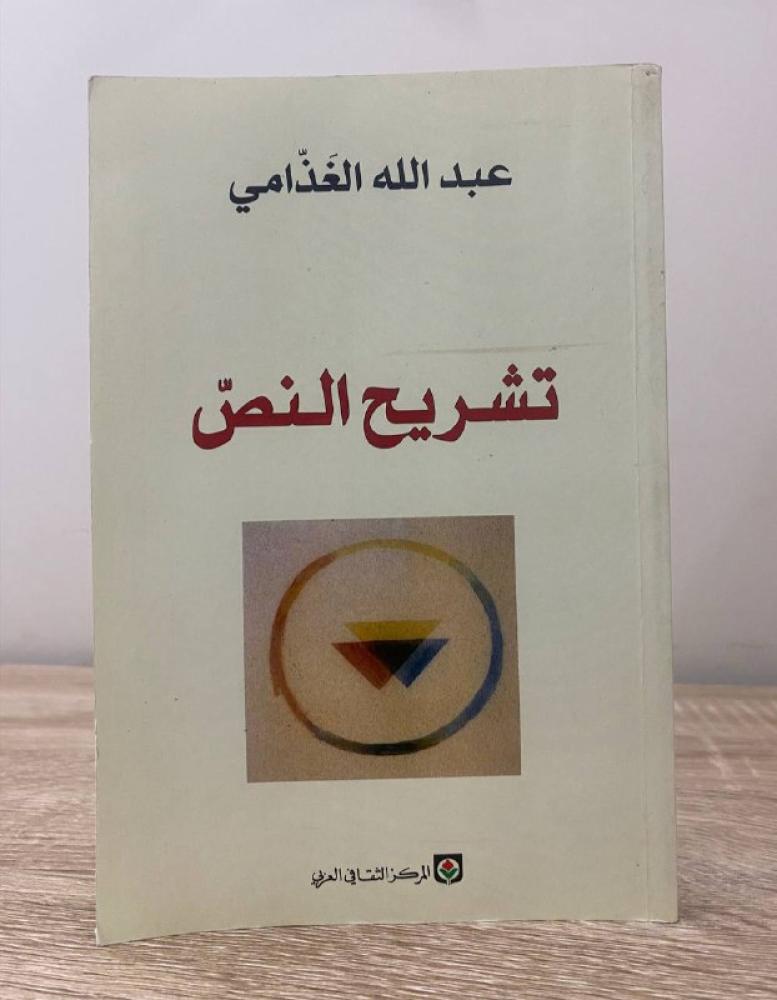 عبد الله الغَذّامي
تشريح النصّ
المركز الثقافي العربي